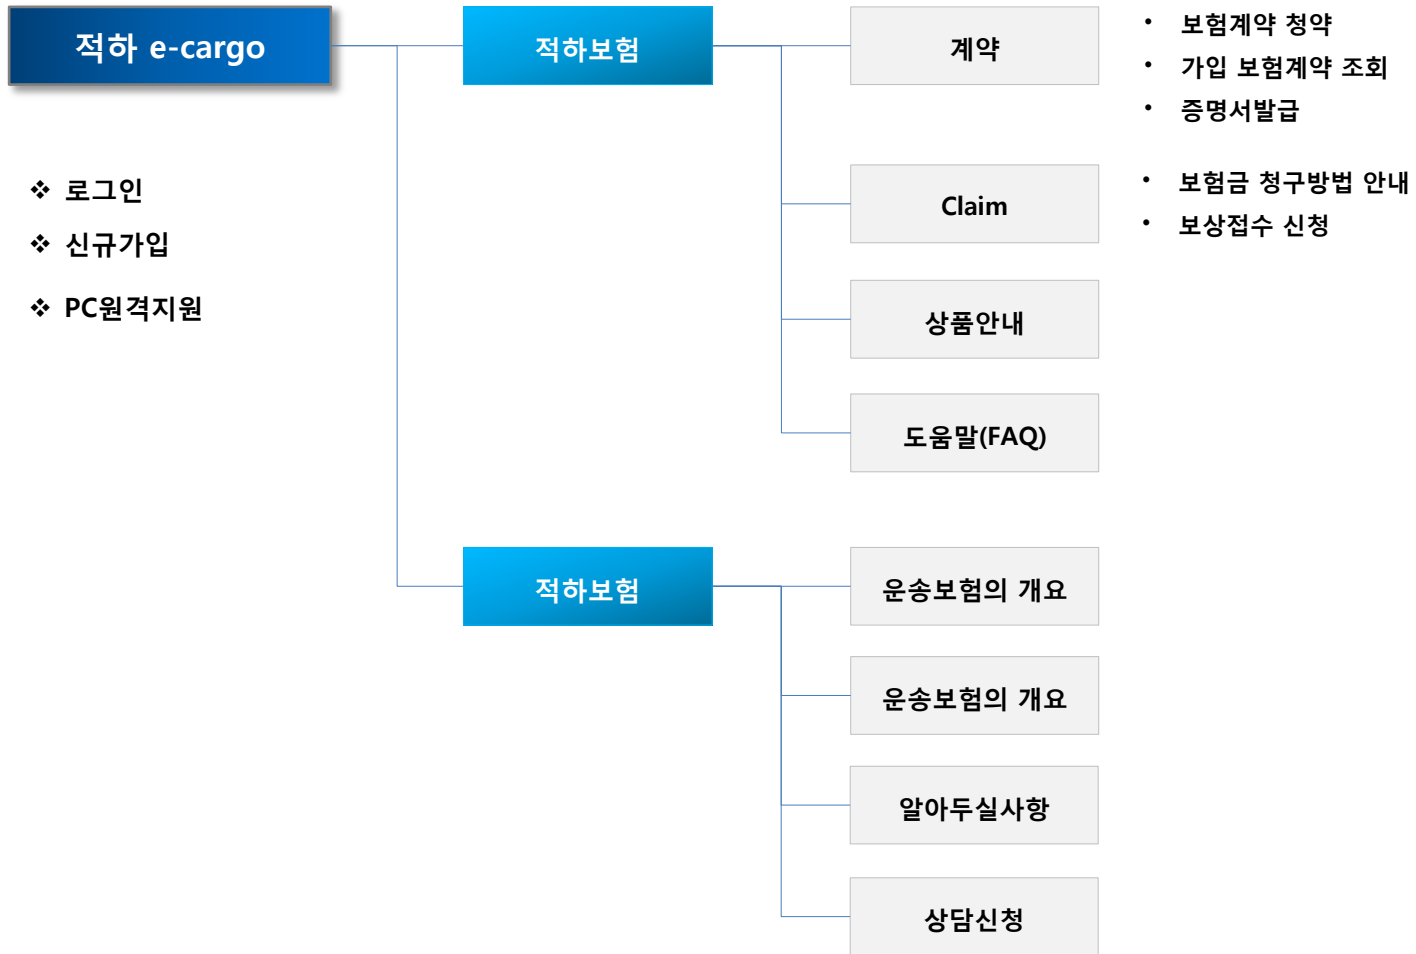 적하 e-cargo
❖ 로그인
❖ 신규가입
❖ PC원격지원
적하보험
계약
• 보험계약 청약
• 가입 보험계약 조회
• 증명서발급
Claim
• 보험금 청구방법 안내
• 보상접수 신청
상품안내
도움말(FAQ)
적하보험
운송보험의 개요
운송보험의 개요
알아두실사항
상담신청